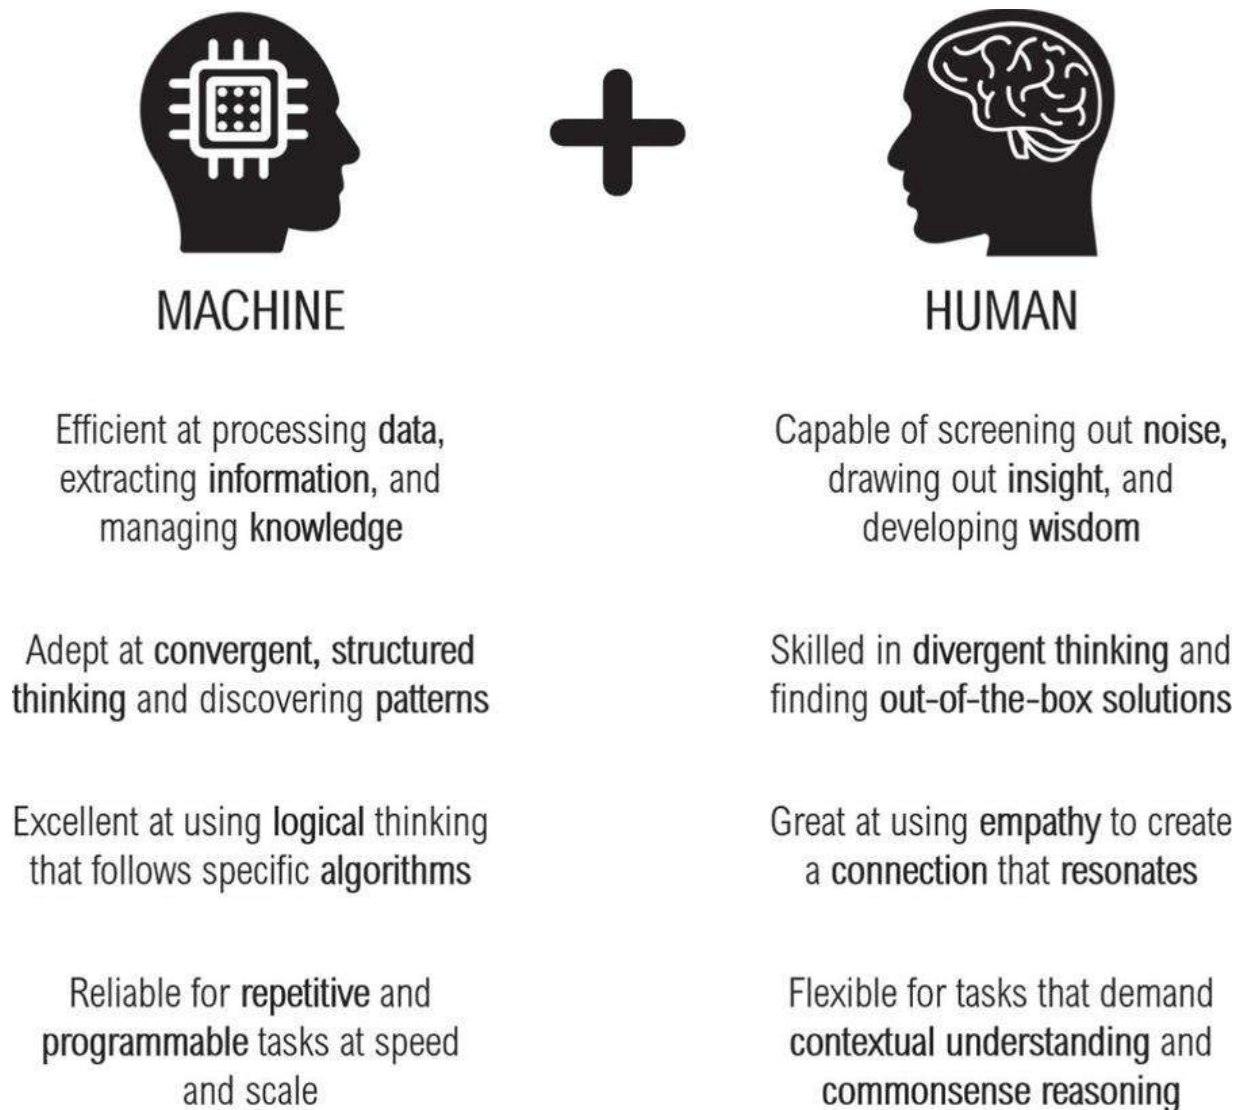 MACHINE
Efficient at processing data,
extracting information, and
managing knowledge
Adept at convergent, structured
thinking and discovering patterns
Excellent at using logical thinking
that follows specific algorithms
Reliable for repetitive and
programmable tasks at speed
and scale
HUMAN
Capable of screening out noise,
drawing out insight, and
developing wisdom
Skilled in divergent thinking and
finding out-of-the-box solutions
Great at using empathy to create
a connection that resonates
Flexible for tasks that demand
contextual understanding and
commonsense reasoning